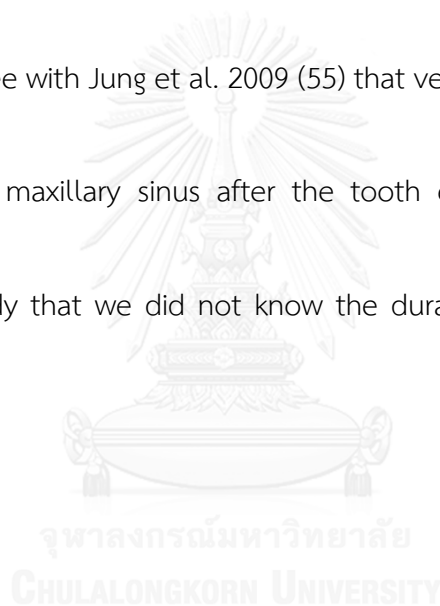 ee with Jung et al. 2009 (55) that ve
maxillary sinus after the tooth
dy that we did not know the dura
จุฬาลงกรณ์มหาวิทยาลัย
CHULALONGKORN UNIVERSITY